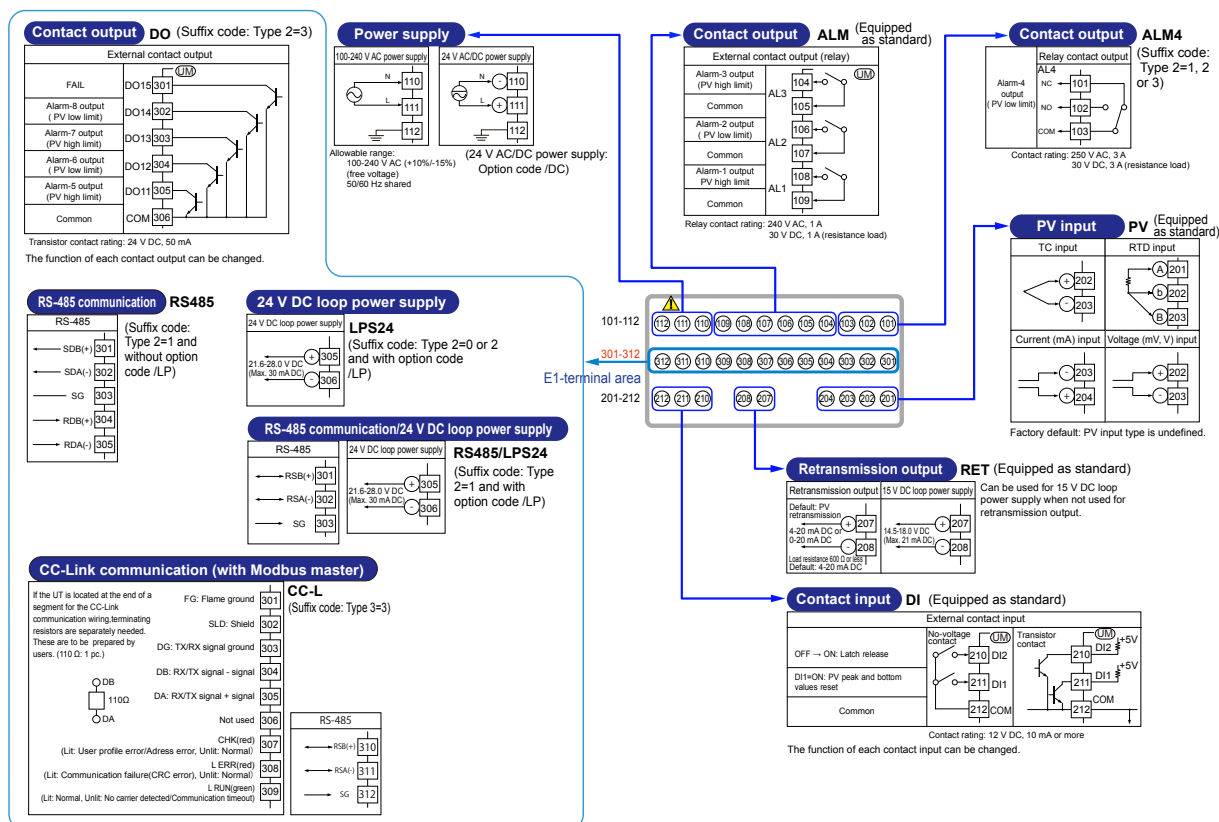 Contact output DO (Suffix code: Type 2=3)
External contact output
UM
FAIL
DO15 301
Alarm-8 output
( PV low limit)
DO14 302
Alarm-7 output
(PV high limit)
DO13 303
Alarm-6 output
( PV low limit)
DO12 304
Alarm-5 output
(PV high limit)
DO11 305
Common
COM 306
Transistor contact rating: 24 V DC, 50 mA
The function of each contact output can be changed.
Power supply
100-240 V AC power supply
24 V AC/DC power supply
N
110
L
111
112
N
- 110
L
+ 111
112
Allowable range:
100-240 V AC (+10%/-15%)
(free voltage)
50/60 Hz shared
(24 V AC/DC power supply:
Option code /DC)
Contact output ALM (Equipped
as standard)
External contact output (relay)
UM
Alarm-3 output
(PV high limit)
104
AL3
Common
105
Alarm-2 output
( PV low limit)
106
AL2
Common
107
Alarm-1 output
PV high limit
108
AL1
Common
109
Relay contact rating: 240 V AC, 1 A
30 V DC, 1 A (resistance load)
Contact output ALM4
(Suffix code:
Type 2=1, 2
or 3)
Relay contact output
AL4
Alarm-4
output
( PV low limit)
NC
101
NO
102
COM
103
Contact rating: 250 V AC, 3 A
30 V DC, 3 A (resistance load)
PV input PV (Equipped
as standard)
TC input
RTD input
+ 202
- 203
A 201
b 202
B 203
Current (mA) input
Voltage (mV, V) input
- 203
+ 204
+ 202
- 203
Factory default: PV input type is undefined.
101-112
112 111 110 109 108 107 106 105 104 103 102 101
301-312
312 311 310 309 308 307 306 305 304 303 302 301
E1-terminal area
201-212
212 211 210 208 207 204 203 202 201
RS-485 communication RS485
RS-485
(Suffix code:
Type 2=1 and
without option
code /LP)
SDB(+) 301
SDA(-) 302
SG 303
RDB(+) 304
RDA(-) 305
24 V DC loop power supply
24 V DC loop power supply
LPS24
(Suffix code: Type 2=0 or 2
and with option code
/LP)
21.6-28.0 V DC
(Max. 30 mA DC)
+ 305
- 306
RS-485 communication/24 V DC loop power supply
RS-485
24 V DC loop power supply
RS485/LPS24
(Suffix code: Type
2=1 and with
option code /LP)
RSB(+) 301
RSA(-) 302
SG 303
21.6-28.0 V DC
(Max. 30 mA DC)
+ 305
- 306
Retransmission output RET (Equipped as standard)
Retransmission output
15 V DC loop power supply
Default: PV
retransmission
4-20 mA DC or
0-20 mA DC
+ 207
- 208
Load resistance 600 Ω or less
Default: 4-20 mA DC
14.5-18.0 V DC
(Max. 21 mA DC)
+ 207
- 208
Can be used for 15 V DC loop
power supply when not used for
retransmission output.
CC-Link communication (with Modbus master)
CC-L
(Suffix code: Type 3=3)
If the UT is located at the end of a
segment for the CC-Link
communication wiring,terminating
resistors are separately needed.
These are to be prepared by
users. (110 Ω: 1 pc.)
DB
110Ω
DA
FG: Flame ground 301
SLD: Shield 302
DG: TX/RX signal ground 303
DB: RX/TX signal - signal 304
DA: RX/TX signal + signal 305
Not used 306
CHK(red)
(Lit: User profile error/Adress error, Unlit: Normal)
307
L ERR(red)
(Lit: Communication failure(CRC error), Unlit: Normal)
308
L RUN(green)
(Lit: Normal, Unlit: No carrier detected/Communication timeout)
309
RS-485
RSB(+) 310
RSA(-) 311
SG 312
Contact input DI (Equipped as standard)
External contact input
No-voltage
contact
UM
Transistor
contact
UM
OFF → ON: Latch release
210 DI2
210 DI2 +5V
DI1=ON: PV peak and bottom
values reset
211 DI1
211 DI1 +5V
Common
212 COM
212 COM
Contact rating: 12 V DC, 10 mA or more
The function of each contact input can be changed.